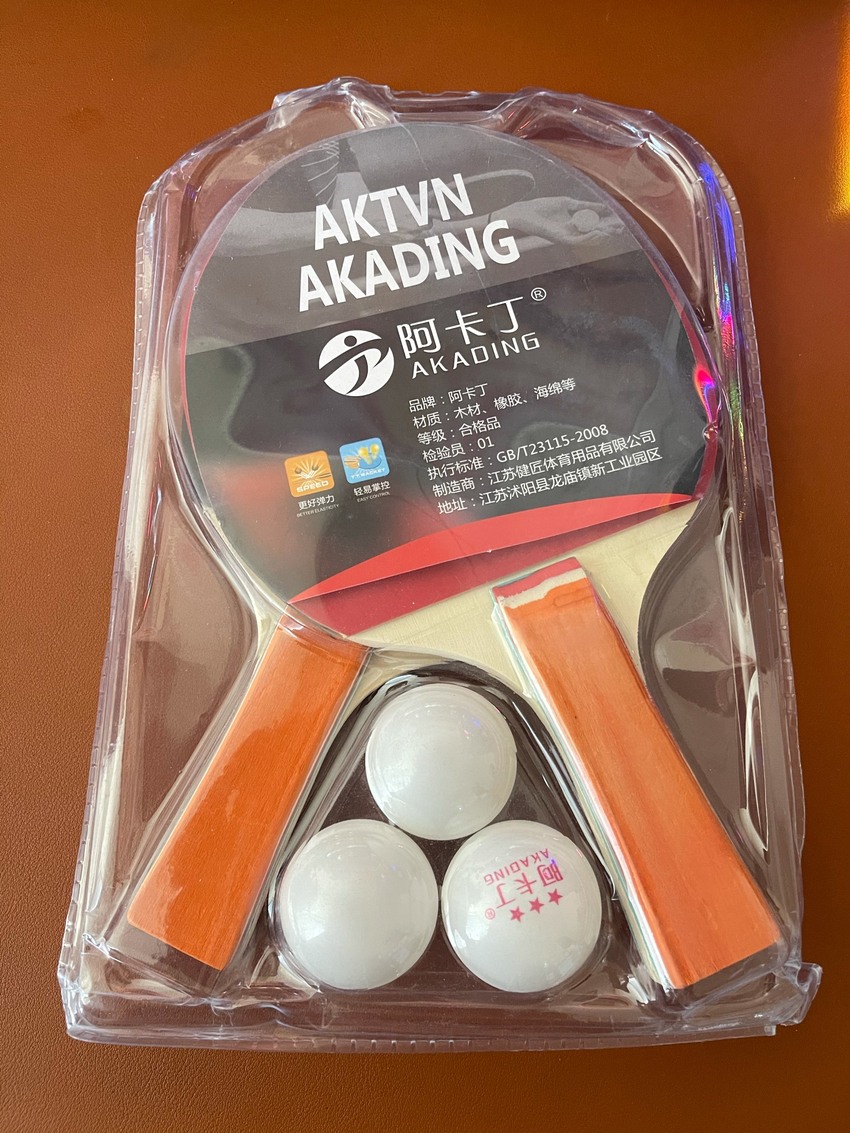 AKTVN
AKADING
阿卡丁®
AKADING
品牌：阿卡丁
材质：木材、橡胶、海绵等
等级：合格品
检验员：01
执行标准：GB/T23115-2008
制造商：江苏健匠体育用品有限公司
地址：江苏沭阳县龙庙镇新工业园区
SPEED
更好弹力
BETTER ELASTICITY
轻易掌控
EASY CONTROL
★★★
阿卡丁®
AKADING